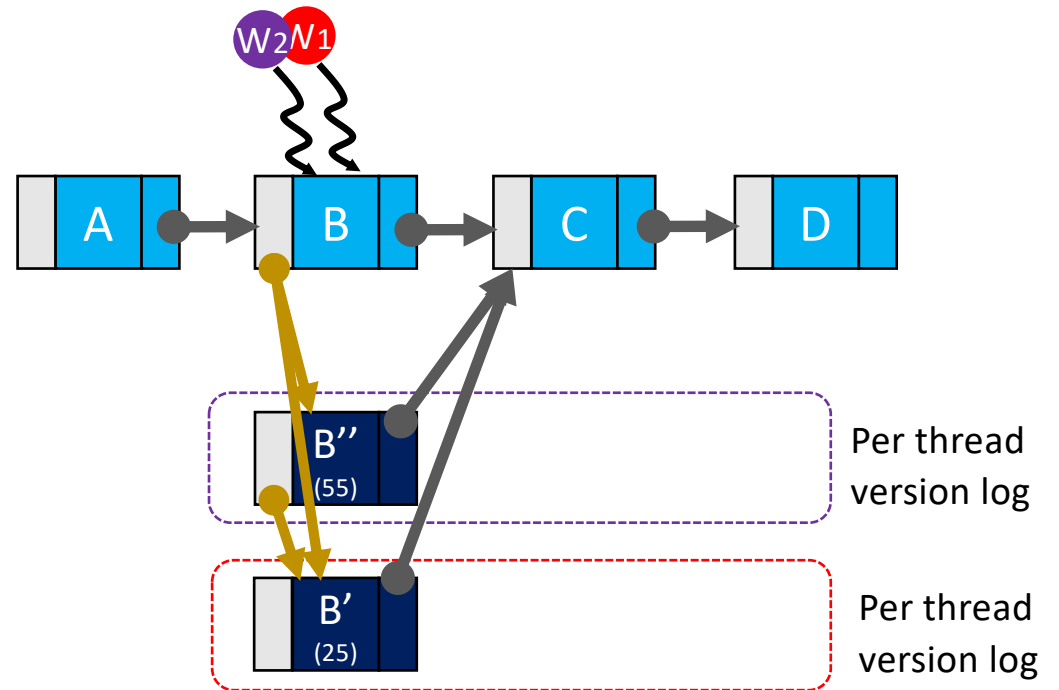 W2
W1
A
B
C
D
B’’
(55)
Per thread
version log
B’
(25)
Per thread
version log